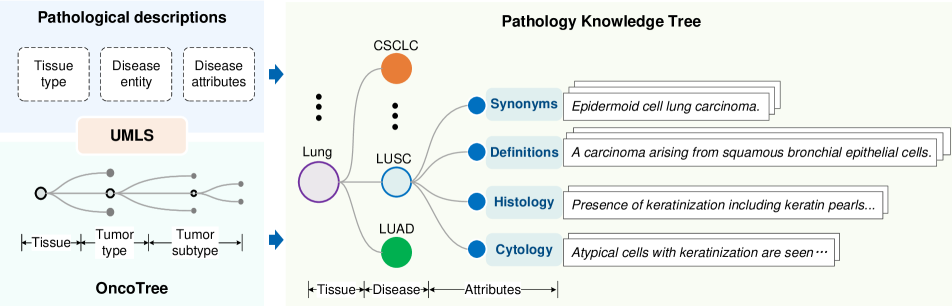 Pathological descriptions
Tissue
type
Disease
entity
Disease
attributes
UMLS
Tissue
Tumor
type
Tumor
subtype
OncoTree
Pathology Knowledge Tree
CSCLC
Lung
LUSC
LUAD
Synonyms
Epidermoid cell lung carcinoma.
Definitions
A carcinoma arising from squamous bronchial epithelial cells.
Histology
Presence of keratinization including keratin pearls...
Cytology
Atypical cells with keratinization are seen ⋯
Tissue
Disease
Attributes